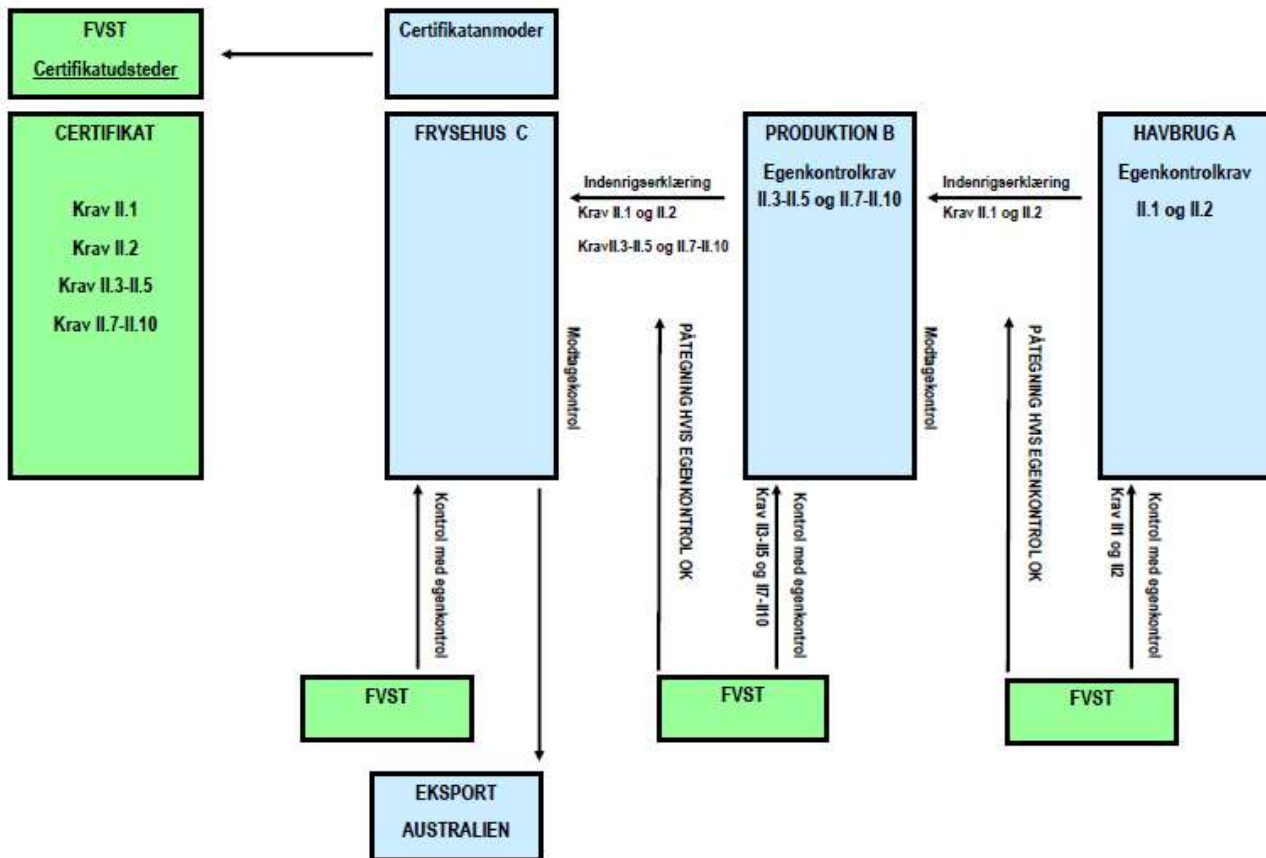 FVST
Certifikatudsteder
Certifikatanmoder
CERTIFIKAT
Krav II.1
Krav II.2
Krav II.3-II.5
Krav II.7-II.10
FRYSEHUS C
Indenrigserklæring
Krav II.1 og II.2
KravII.3-II.5 og II.7-II.10
PRODUKTION B
Egenkontrolkrav
II.3-II.5 og II.7-II.10
Indenrigserklæring
Krav II.1 og II.2
HAVBRUG A
Egenkontrolkrav
II.1 og II.2
Modtagekontrol
PÅTEGNING HVIS EGENKONTROL OK
Modtagekontrol
PÅTEGNING HVIS EGENKONTROL OK
Kontrol med egenkontrol
Kontrol med egenkontrol
Krav II3-II5 og II7-II10
Kontrol med egenkontrol
Krav II1 og II2
FVST
FVST
FVST
EKSPORT
AUSTRALIEN